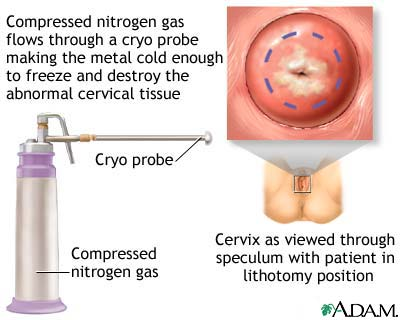 Compressed nitrogen gas
flows through a cryo probe
making the metal cold enough
to freeze and destroy the
abnormal cervical tissue
Cryo probe
Compressed
nitrogen gas
Cervix as viewed through
speculum with patient in
lithotomy position
ADAM.